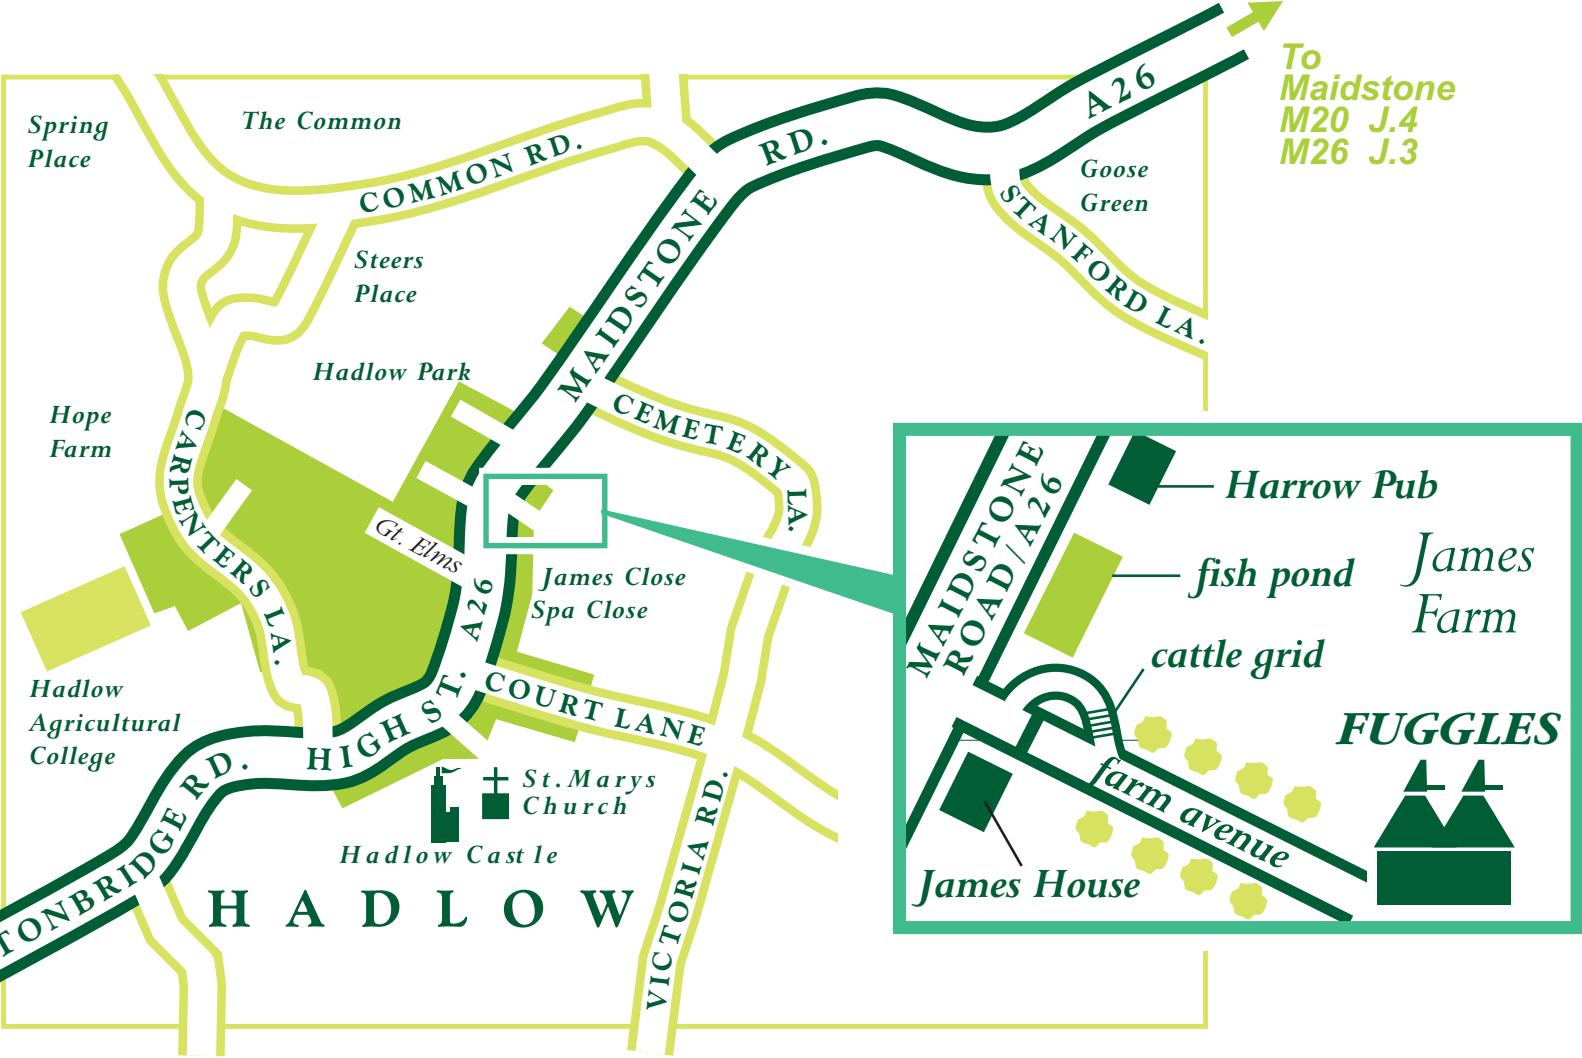 To
Maidstone
M20 J.4
M26 J.3
A26
RD.
MAIDSTONE
Spring
Place
The Common
COMMON RD.
Goose
Green
STANFORD LA.
Steers
Place
Hadlow Park
Hope
Farm
CARPENTERS LA.
CEMETERY LA.
Gt. Elms
A26
James Close
Spa Close
HIGH ST.
COURT LANE
Hadlow
Agricultural
College
TONBRIDGE RD.
St. Marys
Church
Hadlow Castle
HADLOW
VICTORIA RD.
MAIDSTONE
ROAD/A26
Harrow Pub
fish pond
James
Farm
cattle grid
FUGGLES
farm avenue
James House